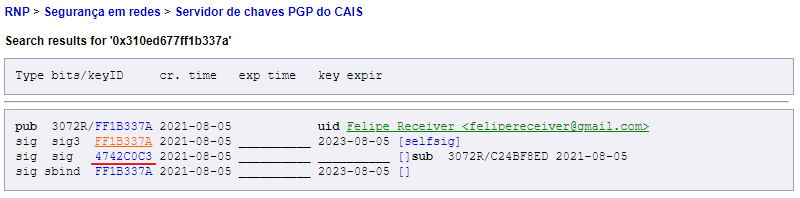 RNP > Segurança em redes > Servidor de chaves PGP do CAIS
Search results for '0x310ed677ff1b337a'
Type bits/keyID cr. time exp time key expir
pub 3072R/FF1B337A 2021-08-05 uid Felipe Receiver <felipereceiver@gmail.com>
sig sig3 FF1B337A 2021-08-05 __________ 2023-08-05 [selfsig]
sig sig 4742C0C3 2021-08-05 __________ __________ []sub 3072R/C24BF8ED 2021-08-05
sig sbind FF1B337A 2021-08-05 __________ 2023-08-05 []